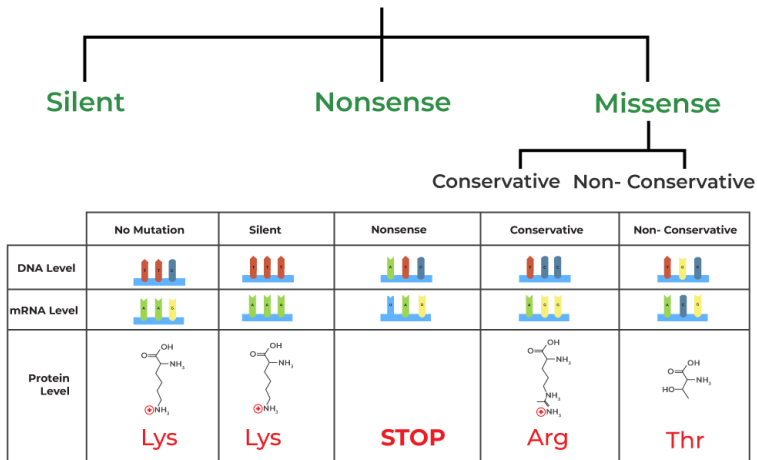 Silent Nonsense Missense
Conservative Non- Conservative
No Mutation Silent Nonsense Conservative Non- Conservative
DNA Level
T T C T T T A T C T C C T G C
mRNA Level
A A G A A A U A G A G G A C G
Protein
Level
OH OH OH OH
O NH₂ O NH₂ O NH₂ O NH₂
HO
NH₃ NH₃ NH₂ NH₃
Lys Lys STOP Arg Thr